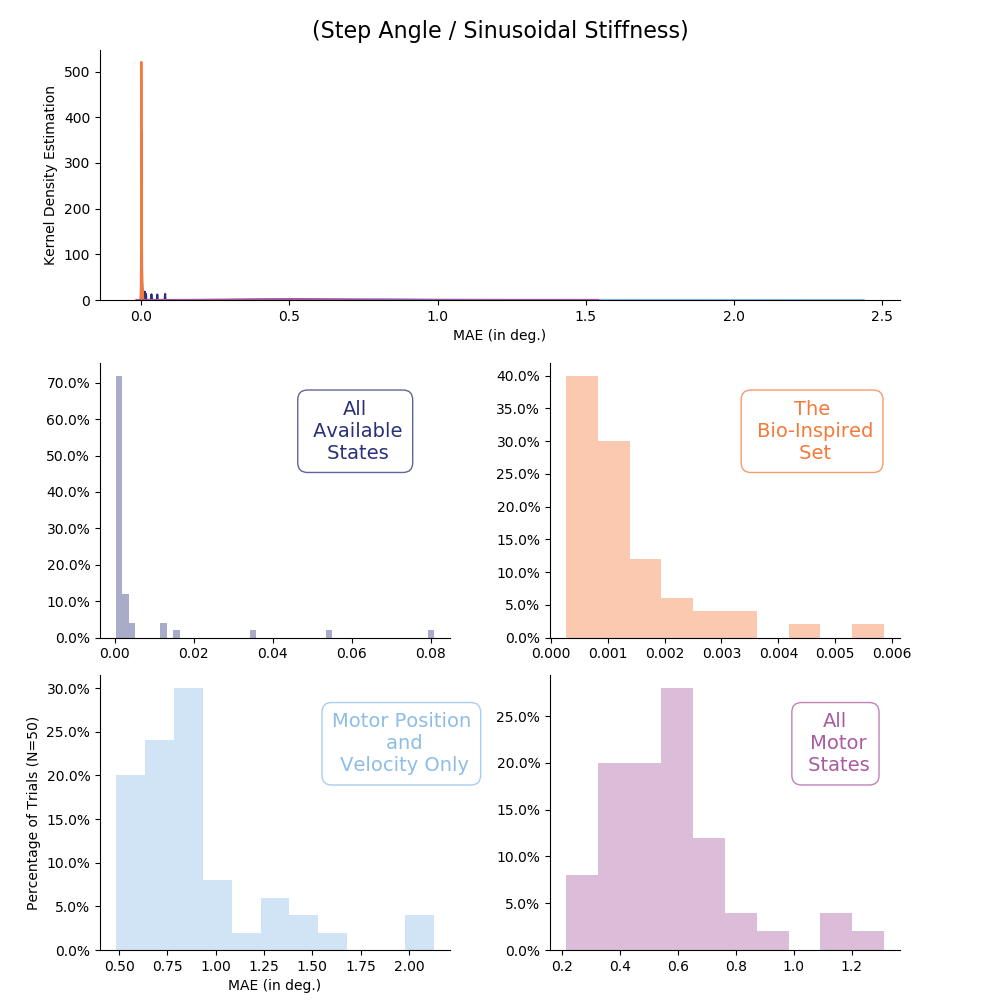 (Step Angle / Sinusoidal Stiffness)
Kernel Density Estimation
500
400
300
200
100
0
0.0 0.5 1.0 1.5 2.0 2.5
MAE (in deg.)
70.0%
60.0%
50.0%
40.0%
30.0%
20.0%
10.0%
0.0%
All
Available
States
0.00 0.02 0.04 0.06 0.08
40.0%
35.0%
30.0%
25.0%
20.0%
15.0%
10.0%
5.0%
0.0%
The
Bio-Inspired
Set
0.000 0.001 0.002 0.003 0.004 0.005 0.006
Percentage of Trials (N=50)
30.0%
25.0%
20.0%
15.0%
10.0%
5.0%
0.0%
Motor Position
and
Velocity Only
0.50 0.75 1.00 1.25 1.50 1.75 2.00
MAE (in deg.)
25.0%
20.0%
15.0%
10.0%
5.0%
0.0%
All
Motor
States
0.2 0.4 0.6 0.8 1.0 1.2